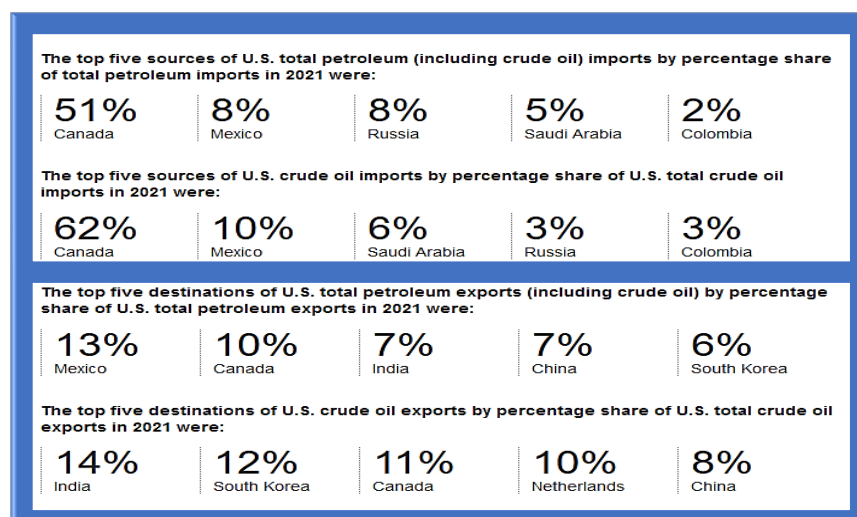 The top five sources of U.S. total petroleum (including crude oil) imports by percentage share
of total petroleum imports in 2021 were:
51% 8% 8% 5% 2%
Canada Mexico Russia Saudi Arabia Colombia
The top five sources of U.S. crude oil imports by percentage share of U.S. total crude oil
imports in 2021 were:
62% 10% 6% 3% 3%
Canada Mexico Saudi Arabia Russia Colombia
The top five destinations of U.S. total petroleum exports (including crude oil) by percentage
share of U.S. total petroleum exports in 2021 were:
13% 10% 7% 7% 6%
Mexico Canada India China South Korea
The top five destinations of U.S. crude oil exports by percentage share of U.S. total crude oil
exports in 2021 were:
14% 12% 11% 10% 8%
India South Korea Canada Netherlands China